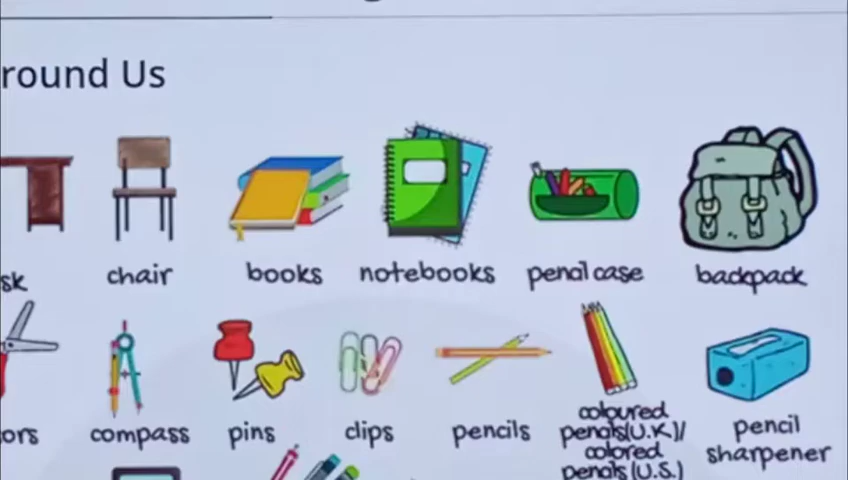 round Us
sk
chair
books
notebooks
pencil case
backpack
ors
compass
pins
clips
pencils
coloured
pencils(U.K)/
colored
pencils (U.S.)
pencil
sharpener